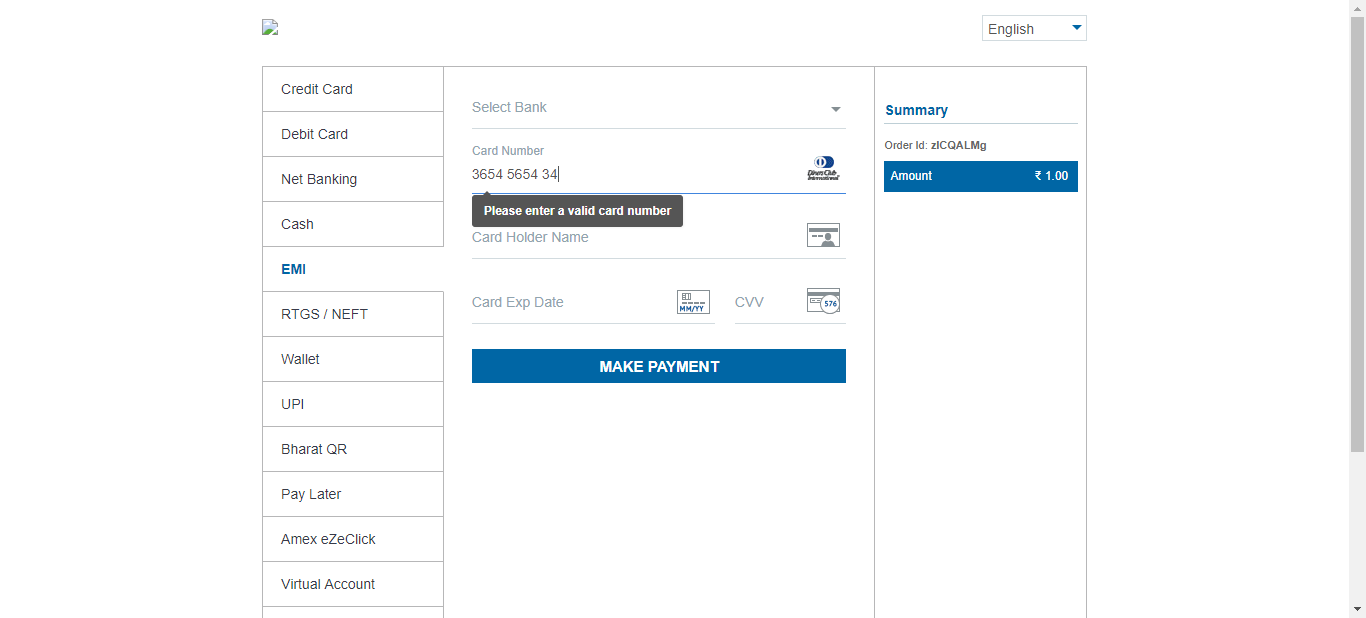 English
Credit Card
Debit Card
Net Banking
Cash
EMI
RTGS / NEFT
Wallet
UPI
Bharat QR
Pay Later
Amex eZeClick
Virtual Account
Select Bank
Card Number
3654 5654 34
Diners Club
International
Please enter a valid card number
Card Holder Name
Card Exp Date
MM/YY
CVV
576
MAKE PAYMENT
Summary
Order Id: zICQALMg
Amount ₹ 1.00